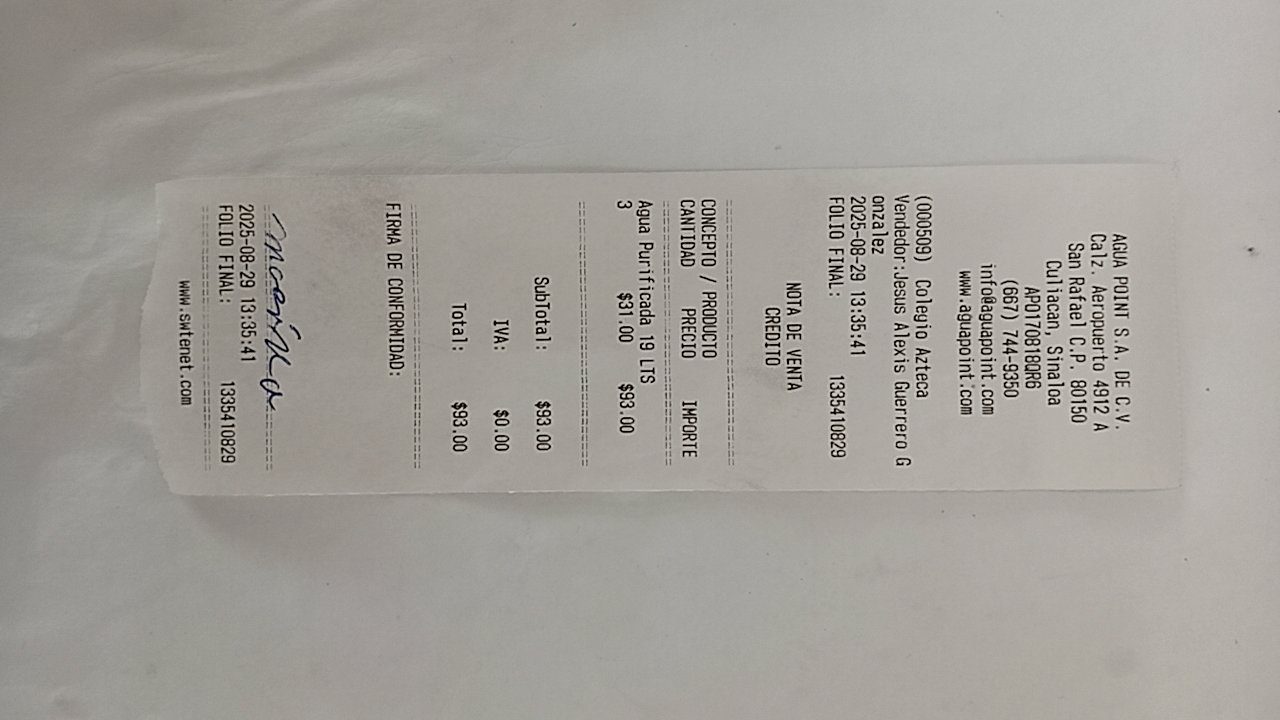 AGUA POINT S.A. DE C.V.
Calz. Aeropuerto 4912 A
San Rafael C.P. 80150
Culiacan, Sinaloa
APO170818QR6
(667) 744-9350
info@aguapoint.com
www.aguapoint.com
(000509) Colegio Azteca
Vendedor:Jesus Alexis Guerrero G
onzalez
2025-08-29 13:35:41
FOLIO FINAL: 1335410829
NOTA DE VENTA
CREDITO
CONCEPTO / PRODUCTO
CANTIDAD PRECIO IMPORTE
Agua Purificada 19 LTS
3 $31.00 $93.00
SubTotal: $93.00
IVA: $0.00
Total: $93.00
FIRMA DE CONFORMIDAD:
2025-08-29 13:35:41
FOLIO FINAL: 1335410829
www.swfenet.com